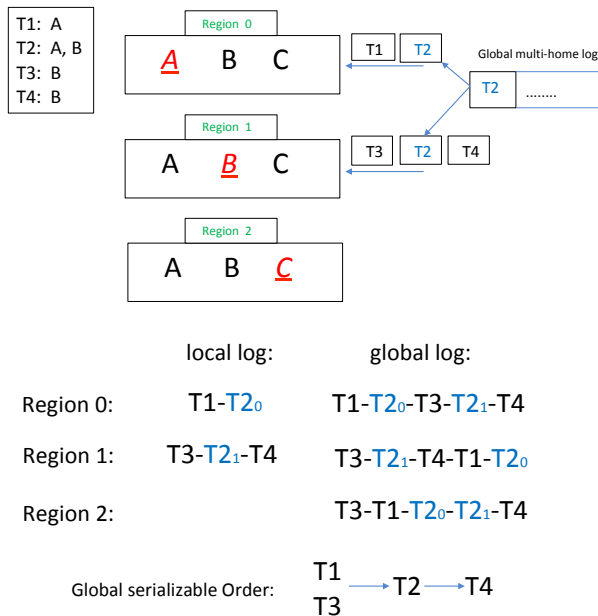 T1: A
T2: A, B
T3: B
T4: B
Region 0
A B C
T1 T2
Global multi-home log
T2 ........
Region 1
A B C
T3 T2 T4
Region 2
A B C
local log: global log:
Region 0: T1-T2₀ T1-T2₀-T3-T2₁-T4
Region 1: T3-T2₁-T4 T3-T2₁-T4-T1-T2₀
Region 2: T3-T1-T2₀-T2₁-T4
Global serializable Order: T1 T3 T2 T4